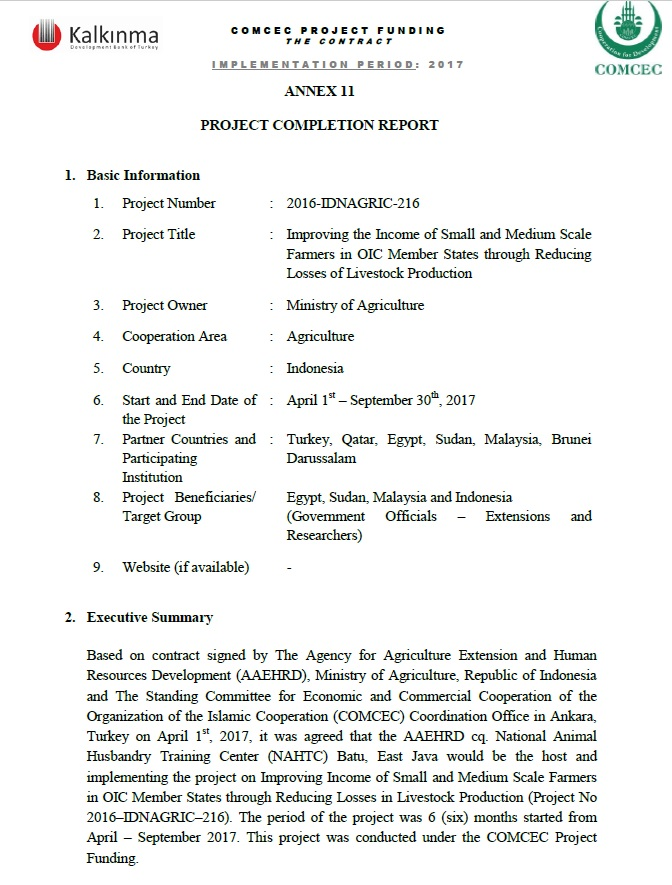 Kalkınma
Development Bank of Turkey
COMCEC PROJECT FUNDING
THE CONTRACT
IMPLEMENTATION PERIOD: 2017
COMCEC
ANNEX 11
PROJECT COMPLETION REPORT
1. Basic Information
1. Project Number : 2016-IDNAGRIC-216
2. Project Title : Improving the Income of Small and Medium Scale
Farmers in OIC Member States through Reducing
Losses of Livestock Production
3. Project Owner : Ministry of Agriculture
4. Cooperation Area : Agriculture
5. Country : Indonesia
6. Start and End Date of : April 1st – September 30th, 2017
the Project
7. Partner Countries and : Turkey, Qatar, Egypt, Sudan, Malaysia, Brunei
Participating Darussalam
Institution
8. Project Beneficiaries/ Egypt, Sudan, Malaysia and Indonesia
Target Group (Government Officials – Extensions and
Researchers)
9. Website (if available) -
2. Executive Summary
Based on contract signed by The Agency for Agriculture Extension and Human
Resources Development (AAEHRD), Ministry of Agriculture, Republic of Indonesia
and The Standing Committee for Economic and Commercial Cooperation of the
Organization of the Islamic Cooperation (COMCEC) Coordination Office in Ankara,
Turkey on April 1st, 2017, it was agreed that the AAEHRD cq. National Animal
Husbandry Training Center (NAHTC) Batu, East Java would be the host and
implementing the project on Improving Income of Small and Medium Scale Farmers
in OIC Member States through Reducing Losses in Livestock Production (Project No
2016–IDNAGRIC–216). The period of the project was 6 (six) months started from
April – September 2017. This project was conducted under the COMCEC Project
Funding.